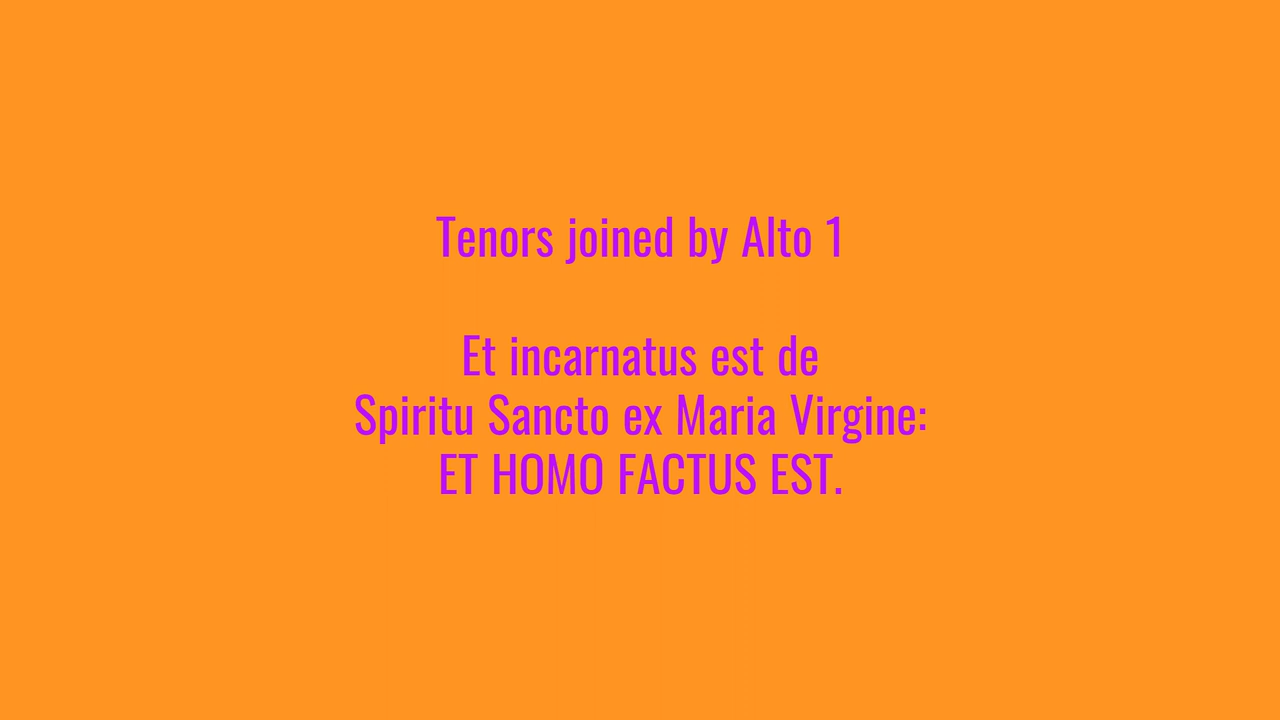 Tenors joined by Alto 1
Et incarnatus est de
Spiritu Sancto ex Maria Virgine:
ET HOMO FACTUS EST.